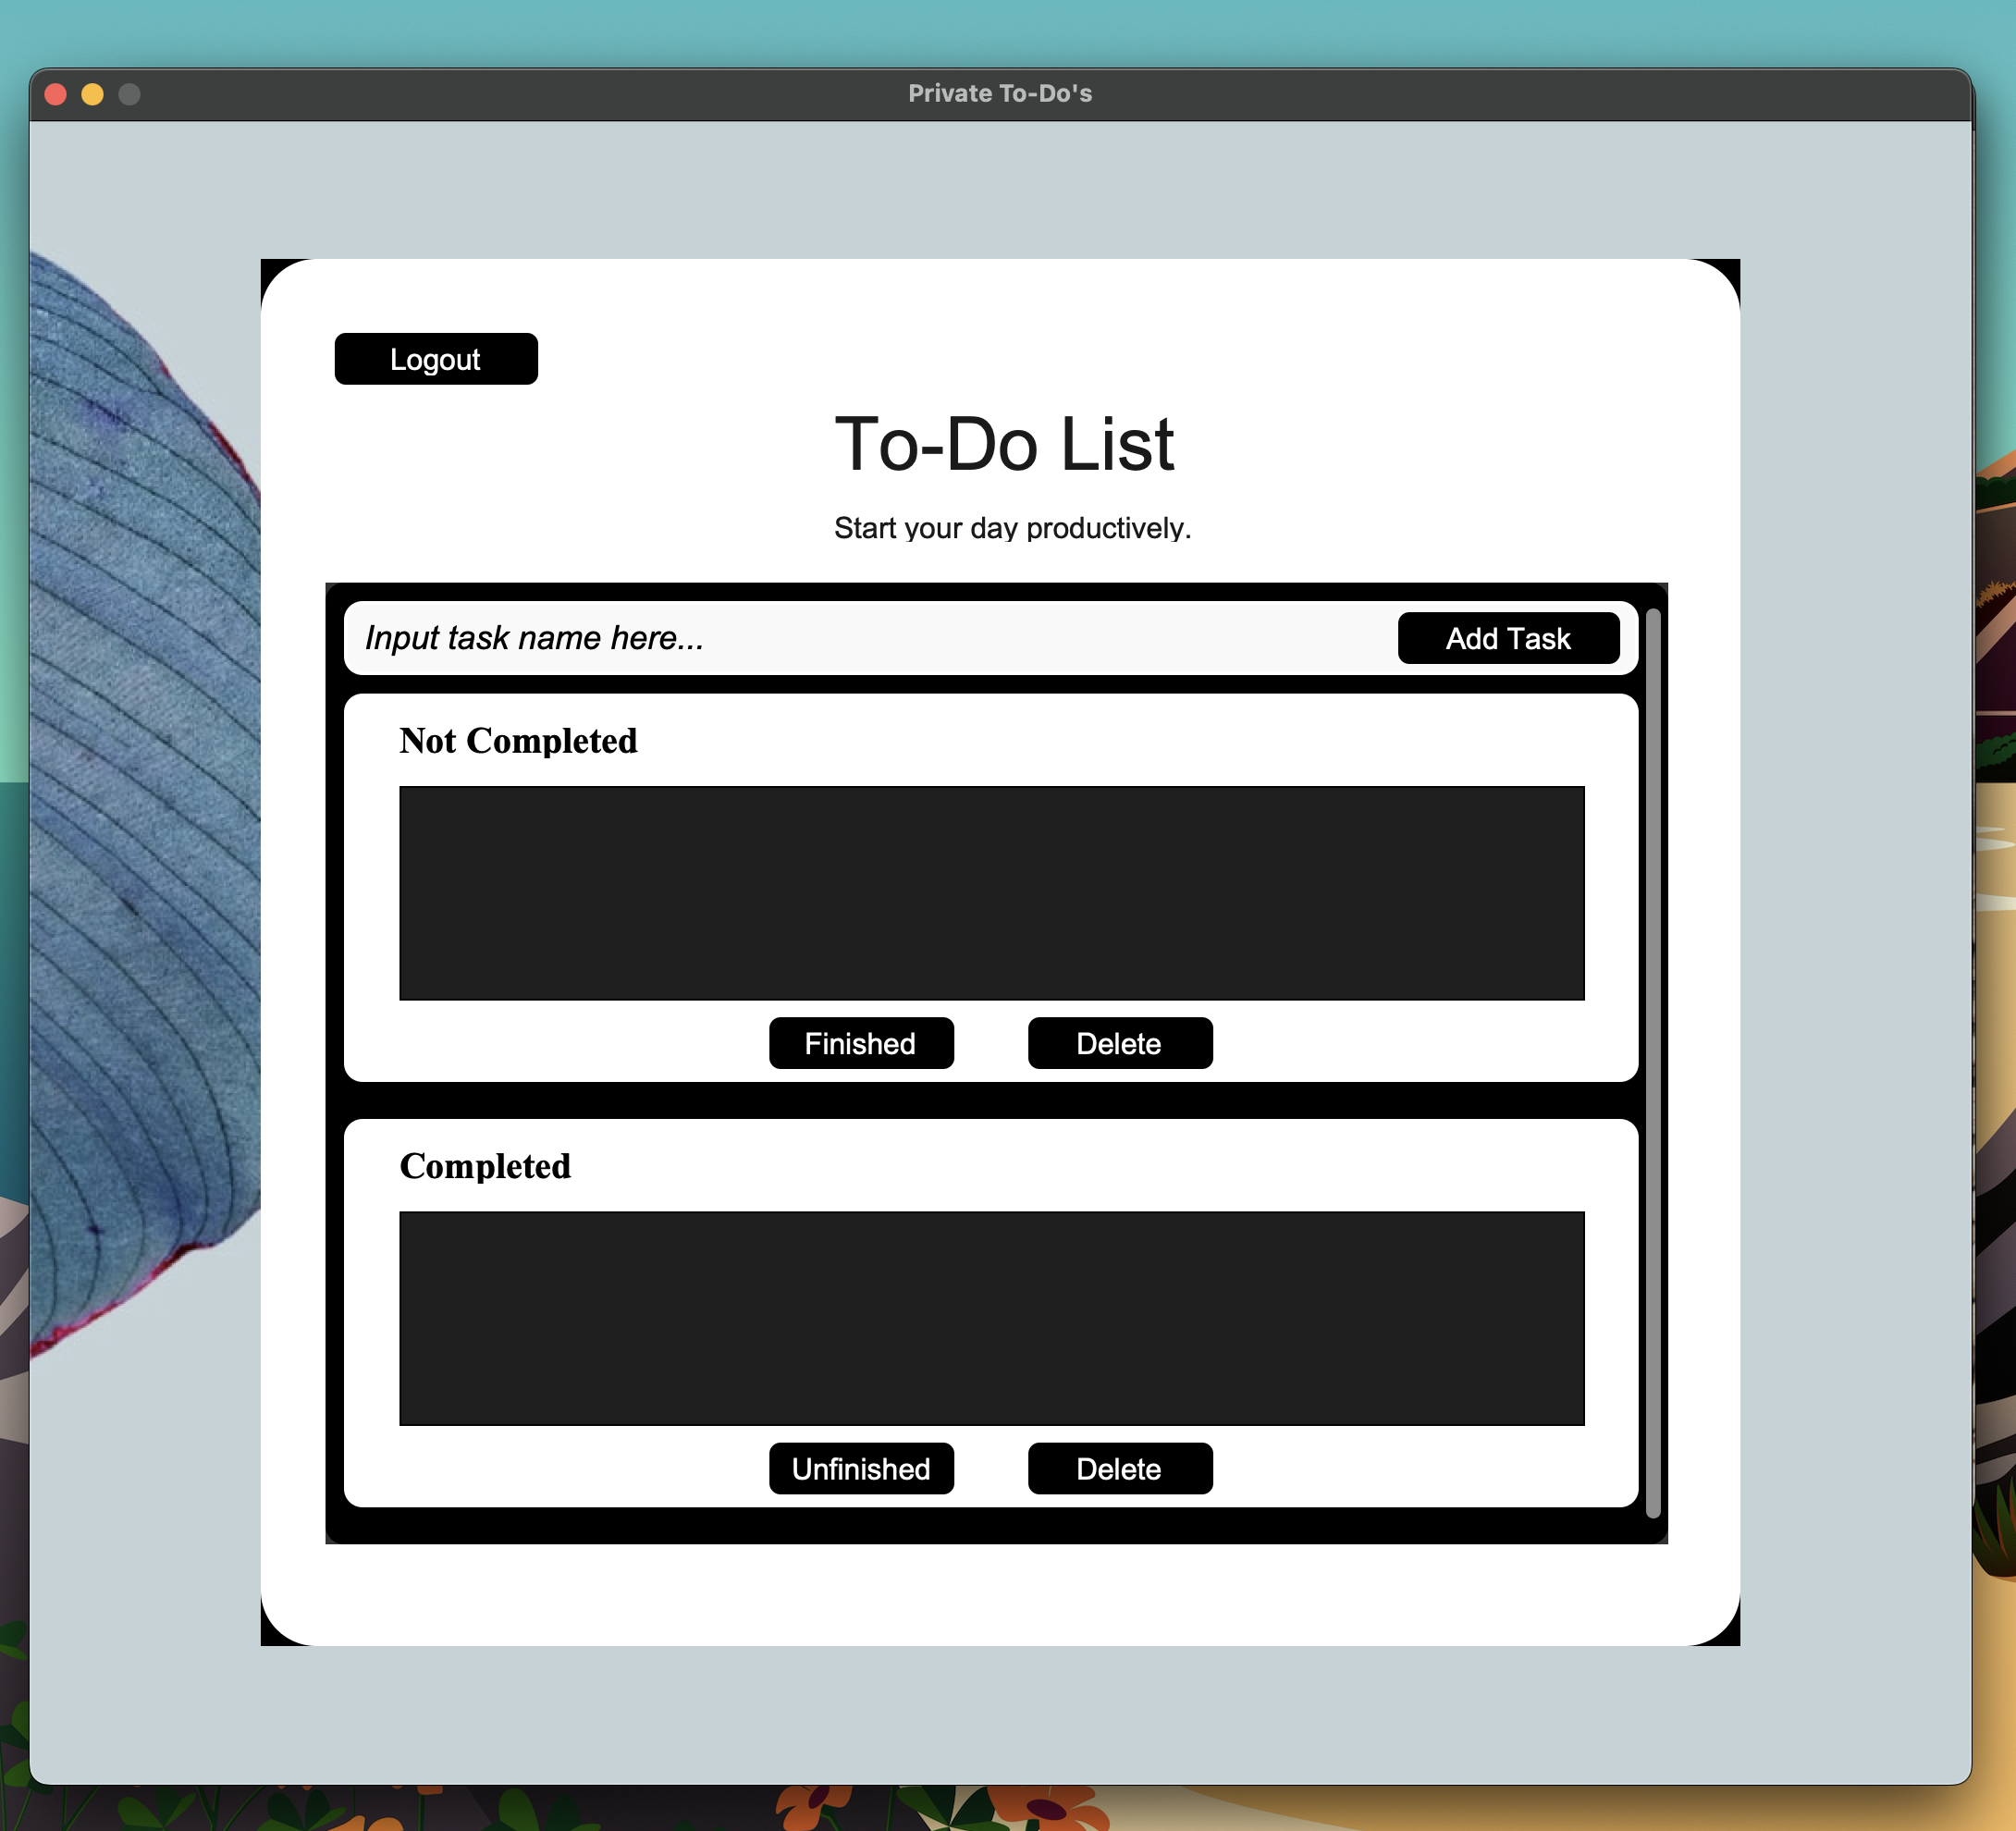 Private To-Do's
Logout
To-Do List
Start your day productively.
Input task name here...
Add Task
Not Completed
Finished
Delete
Completed
Unfinished
Delete